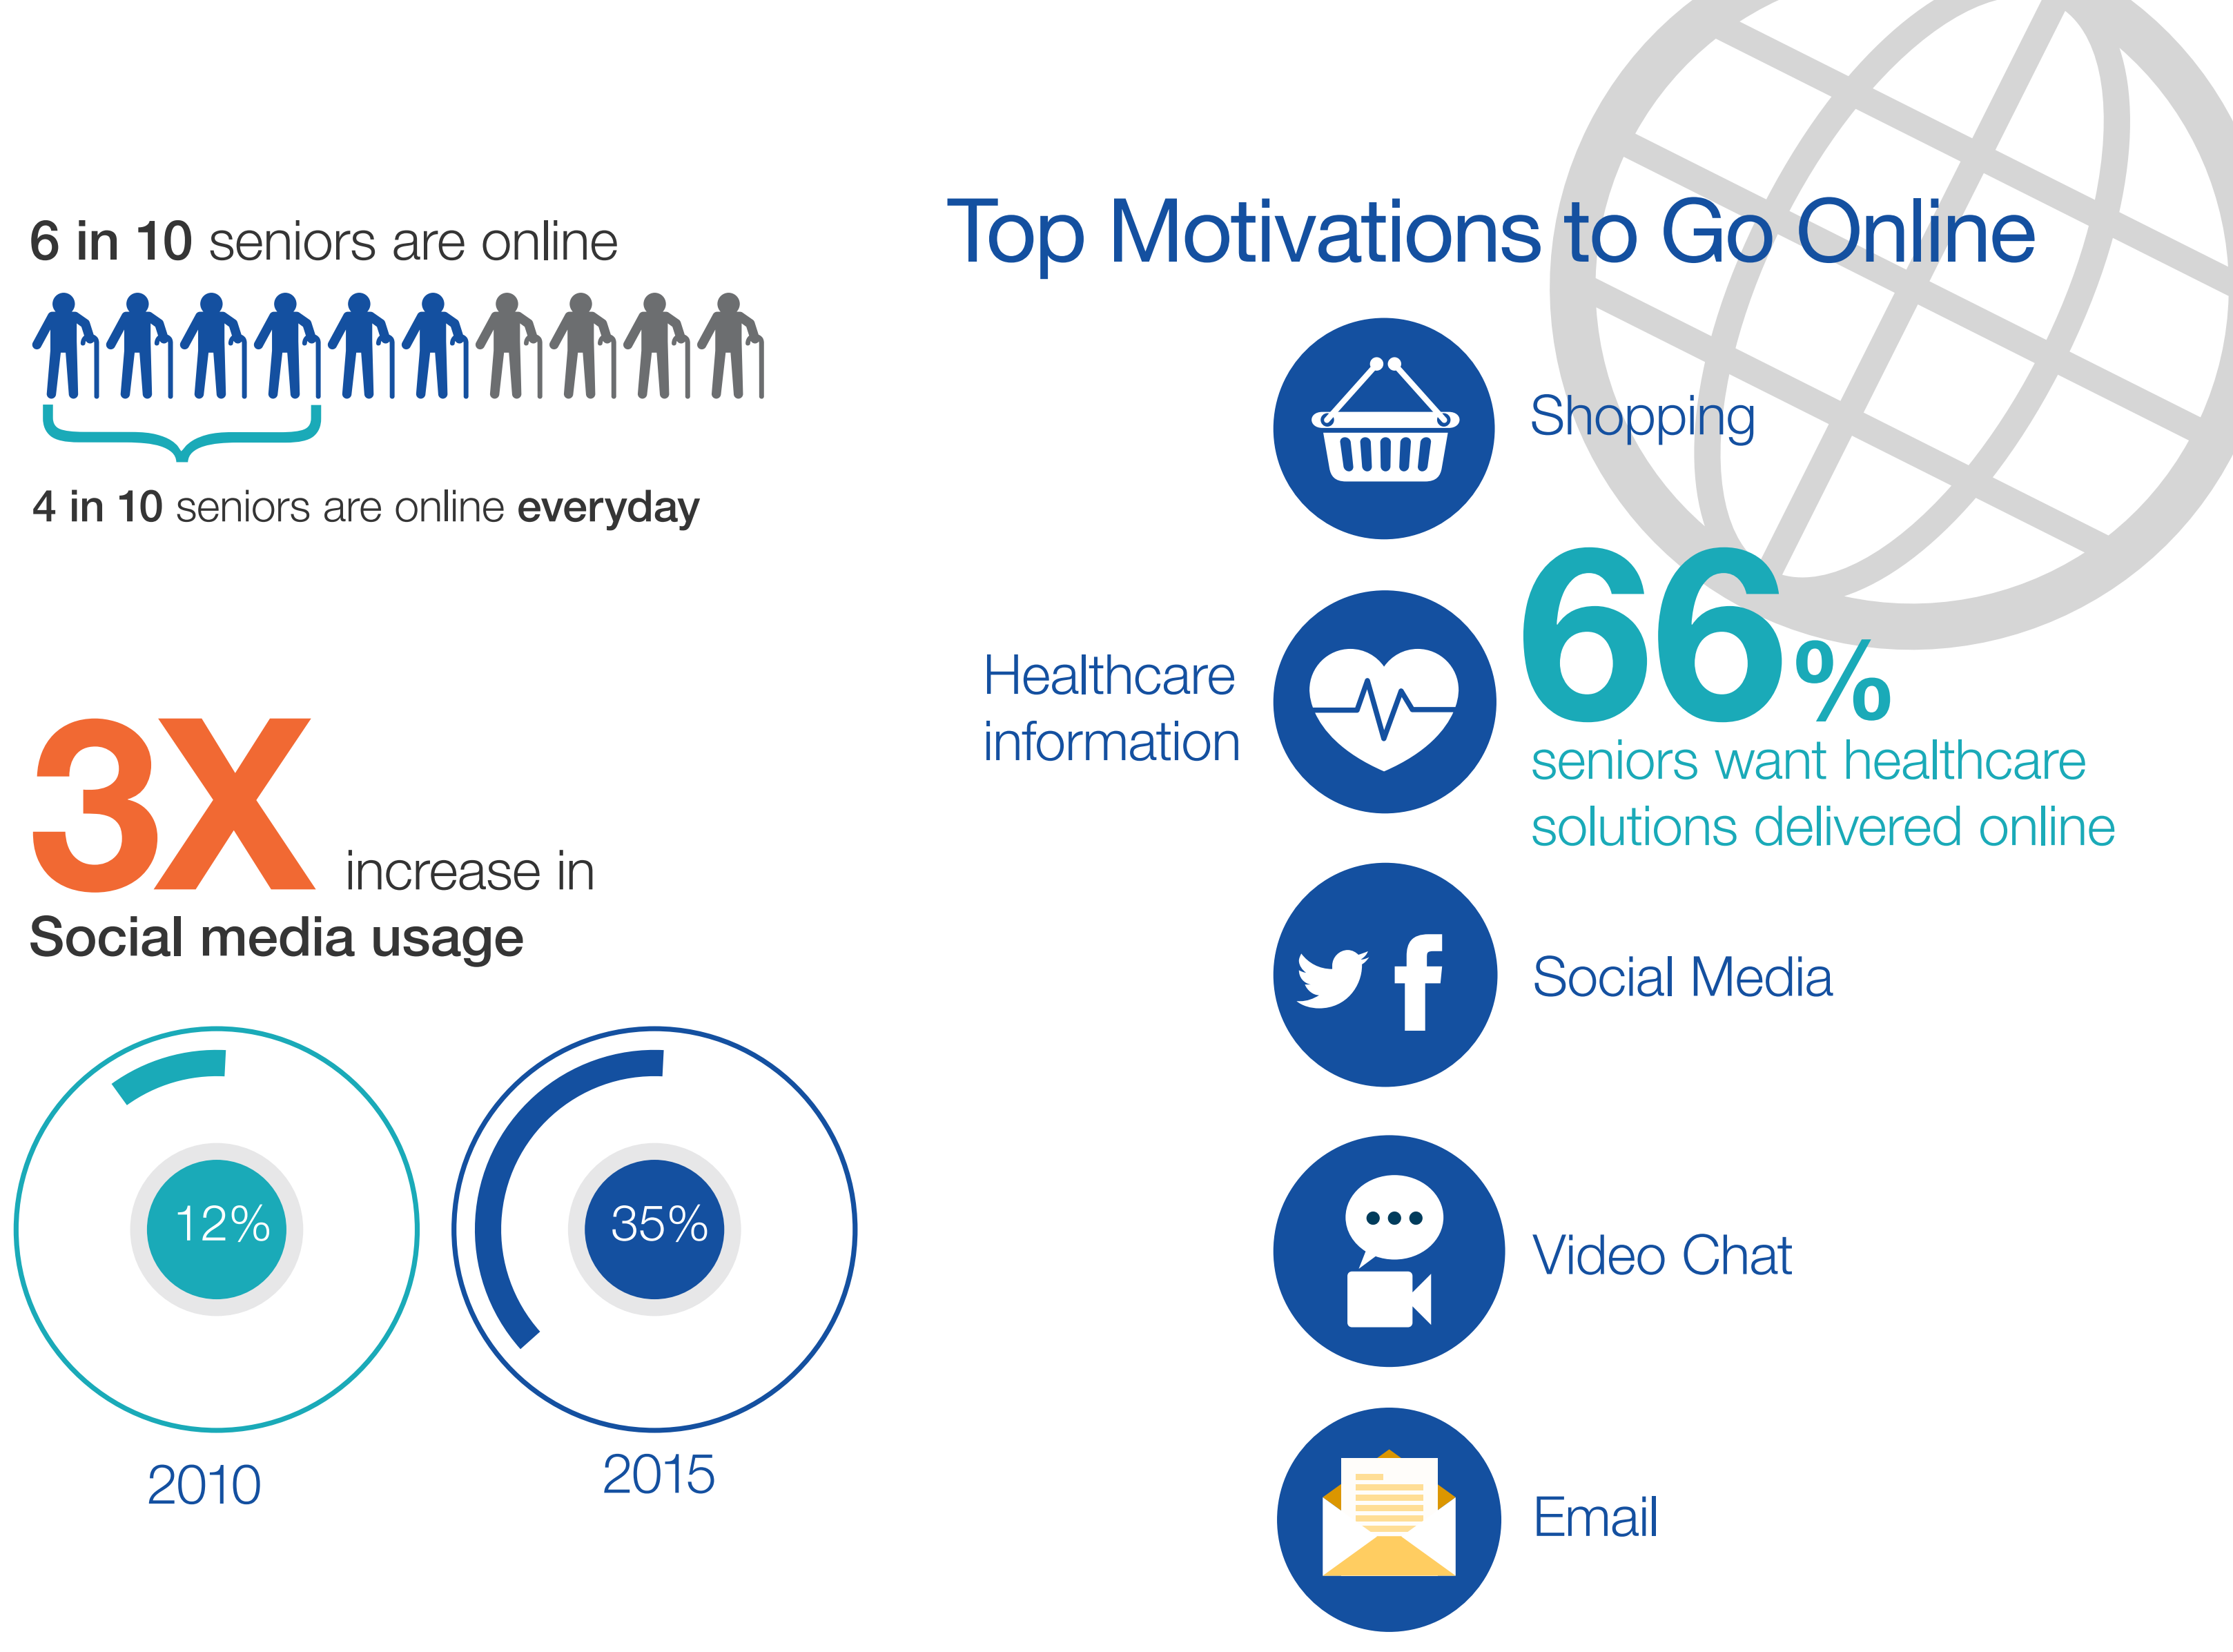 6 in 10 seniors are online
4 in 10 seniors are online everyday
3X increase in
Social media usage
12%
35%
2010
2015
Top Motivations to Go Online
Shopping
Healthcare
information
66%
seniors want healthcare
solutions delivered online
Social Media
Video Chat
Email